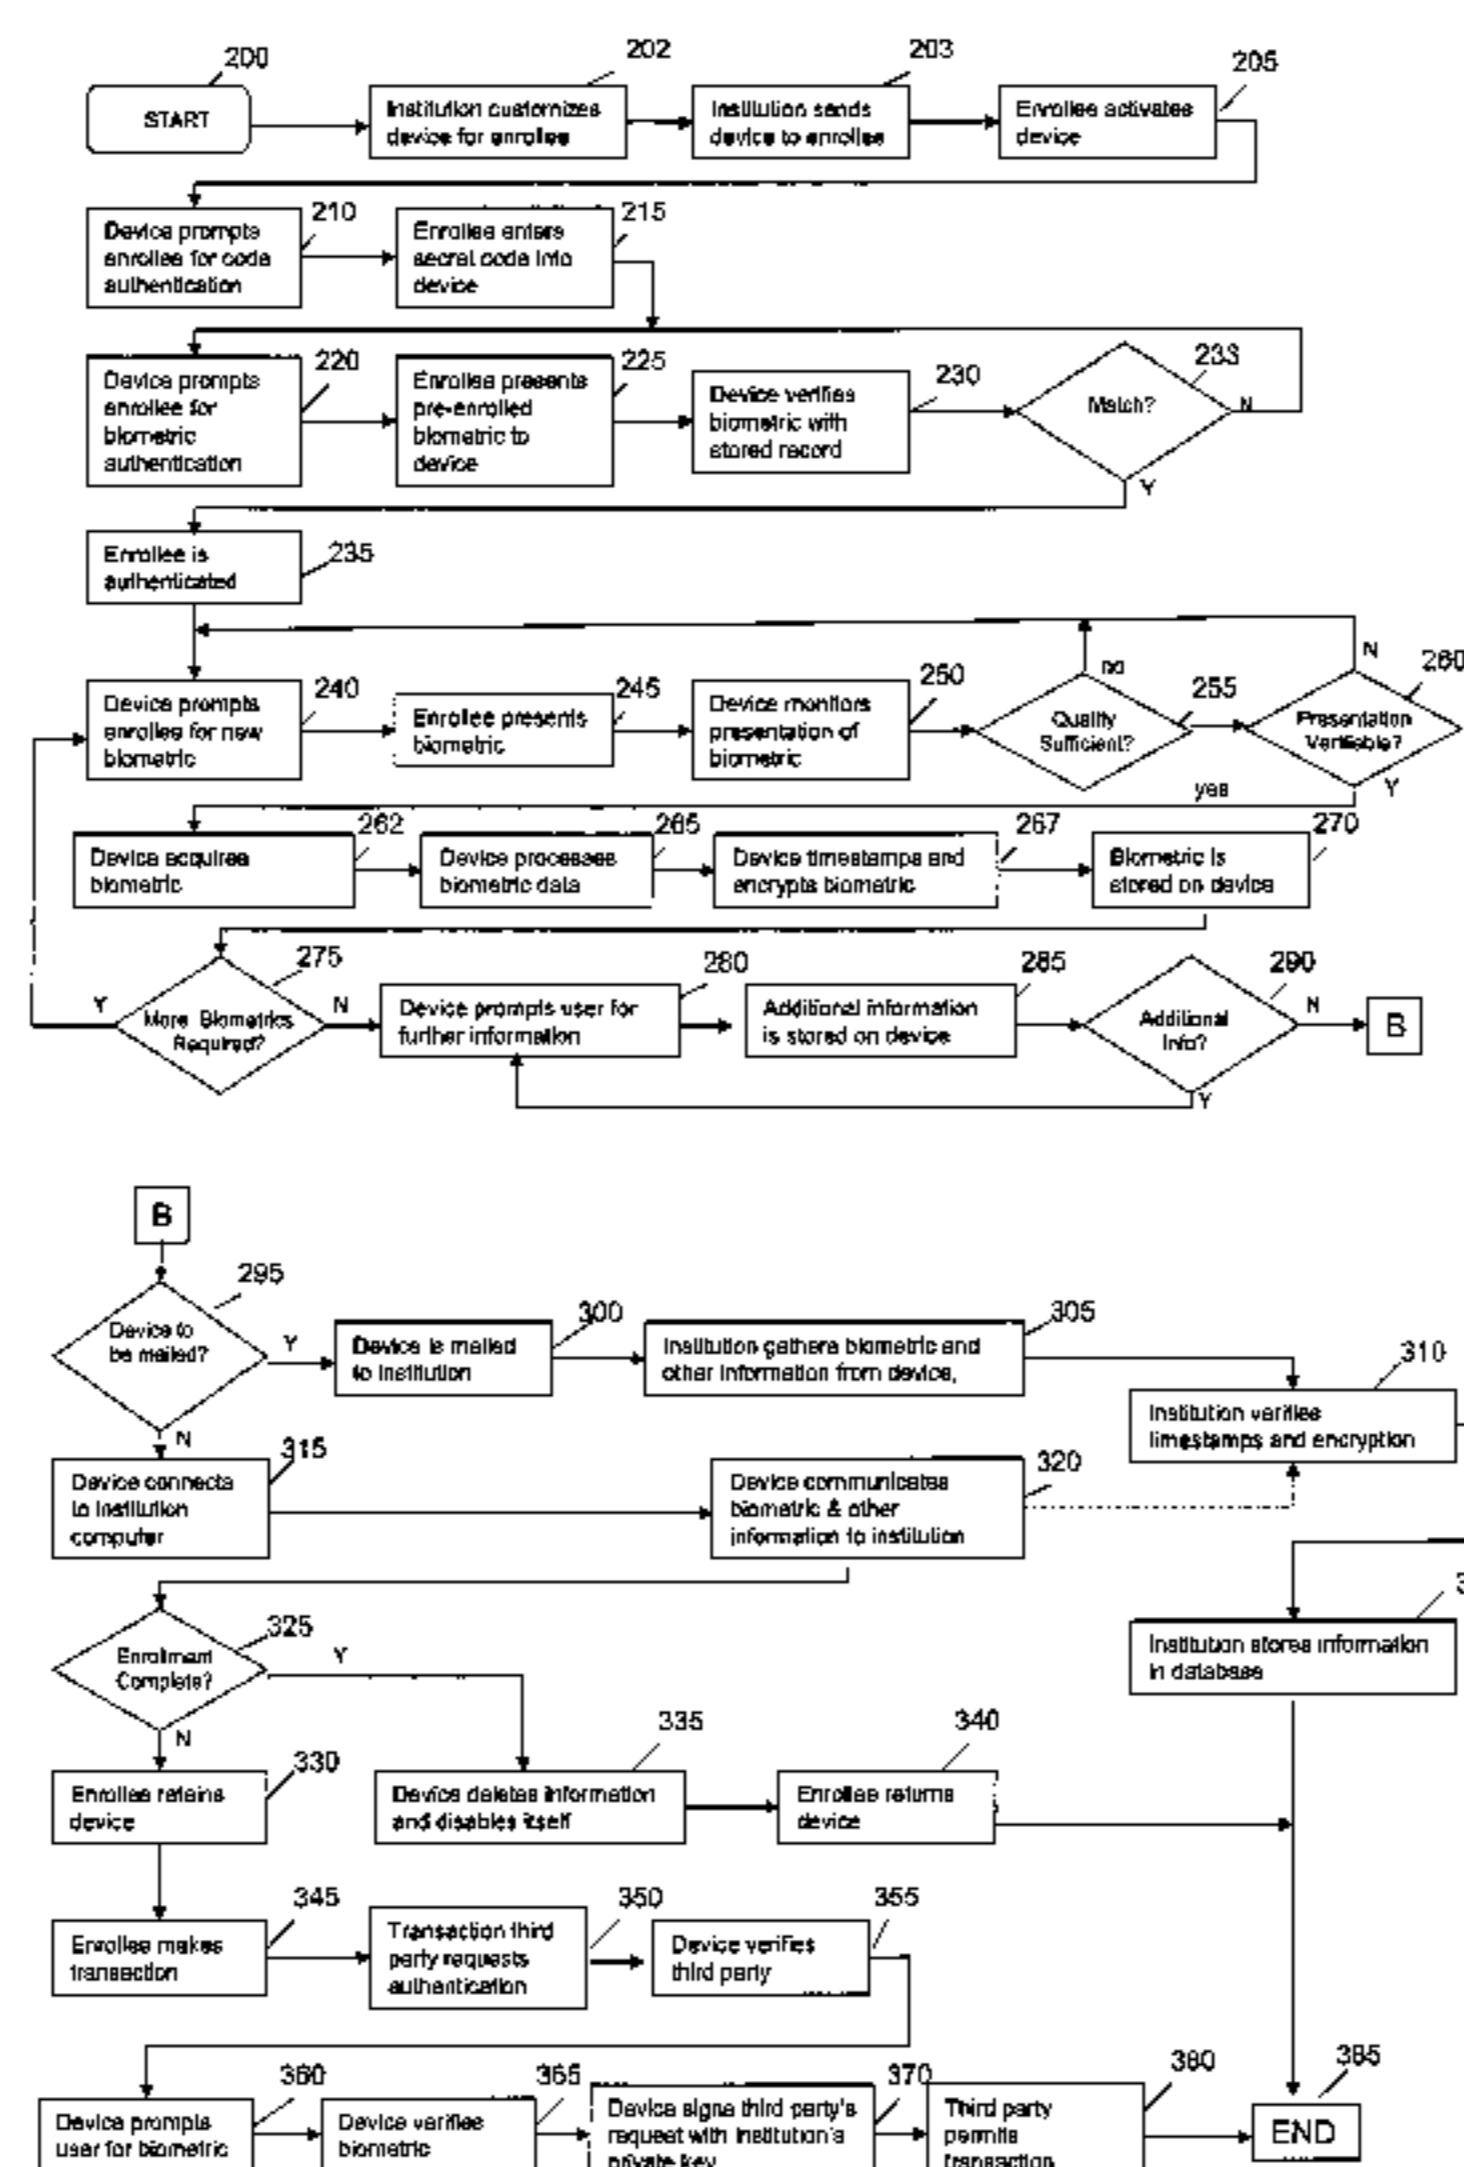 200
202
203
205
START
Institution customizes
device for enrollee
Institution sends
device to enrollee
Enrollee activates
device
210
215
Device prompts
enrollee for code
authentication
Enrollee enters
secret code into
device
220
225
230
233
Device prompts
enrollee for
biometric
authentication
Enrollee presents
pre-enrolled
biometric to
device
Device verifies
biometric with
stored record
Match?
N
Y
Enrollee is
authenticated
235
240
245
250
255
260
Device prompts
enrollee for new
biometric
Enrollee presents
biometric
Device monitors
presentation of
biometric
no
Quality
Sufficient?
N
Presentation
Verifiable?
yes
Y
262
265
267
270
Device acquires
biometric
Device processes
biometric data
Device timestamps and
encrypts biometric
Biometric is
stored on device
275
280
285
290
Y
More Biometrics
Required?
N
Device prompts user for
further information
Additional information
is stored on device
Additional
Info?
N
B
Y
B
295
Device to
be mailed?
Y
300
Device is mailed
to institution
305
Institution gathers biometric and
other information from device.
310
Institution verifies
timestamps and encryption
N
315
Device connects
to institution
computer
320
Device communicates
biometric & other
information to institution
325
Enrollment
Complete?
Y
N
3
Institution stores information
in database
330
Enrollee retains
device
335
Device deletes information
and disables itself
340
Enrollee returns
device
345
Enrollee makes
transaction
350
Transaction third
party requests
authentication
355
Device verifies
third party
360
Device prompts
user for biometric
365
Device verifies
biometric
370
Device signs third party's
request with institution's
private key
380
Third party
permits
transaction
385
END